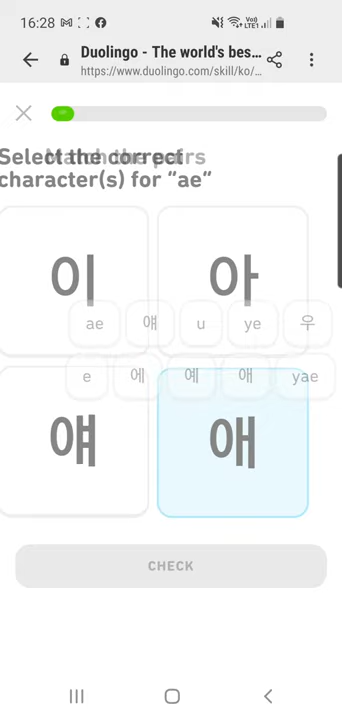 16:28
Duolingo - The world's bes...
https://www.duolingo.com/skill/ko/...
Match the pairs
Select the correct
character(s) for “ae”
이 아
ae 얘 u ye 우
e 에 예 애 yae
얘 애
CHECK